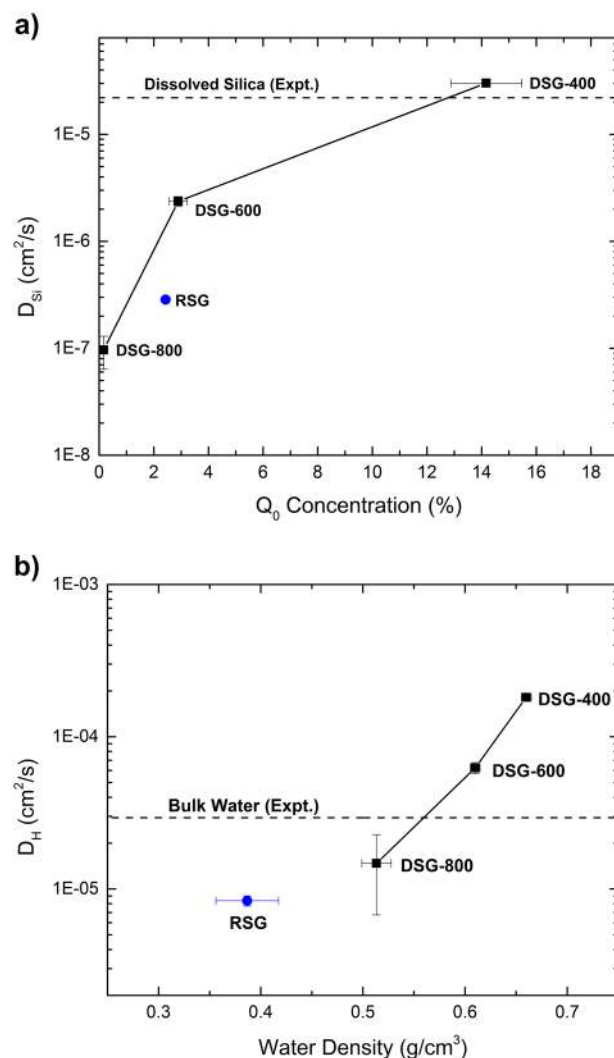 a)
Dissolved Silica (Expt.)
DSG-400
1E-5
DSG-600
1E-6
RSG
DSG-800
1E-7
1E-8
0 2 4 6 8 10 12 14 16 18
D_Si (cm²/s)
Q₀ Concentration (%)
b)
1E-03
DSG-400
1E-04
DSG-600
Bulk Water (Expt.)
DSG-800
1E-05
RSG
0.3 0.4 0.5 0.6 0.7
D_H (cm²/s)
Water Density (g/cm³)